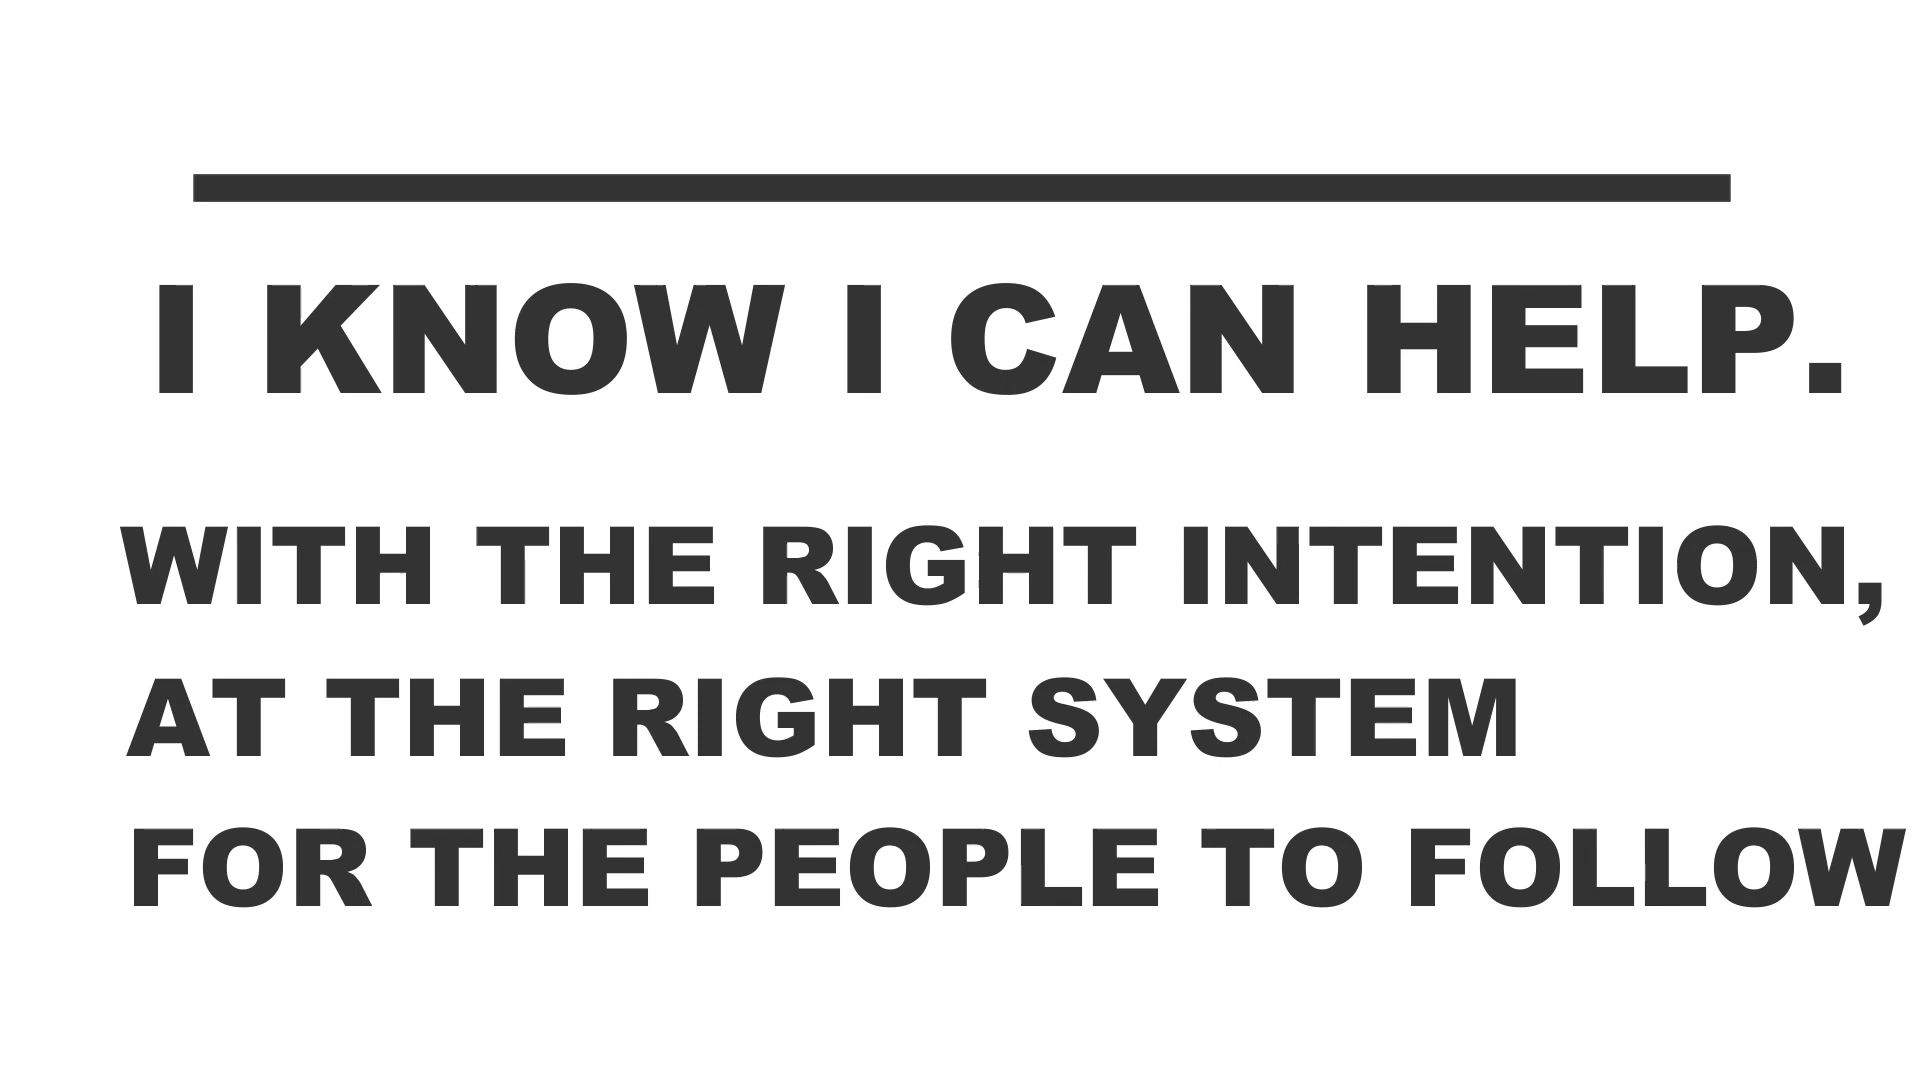 I KNOW I CAN HELP.
WITH THE RIGHT INTENTION,
AT THE RIGHT SYSTEM
FOR THE PEOPLE TO FOLLOW